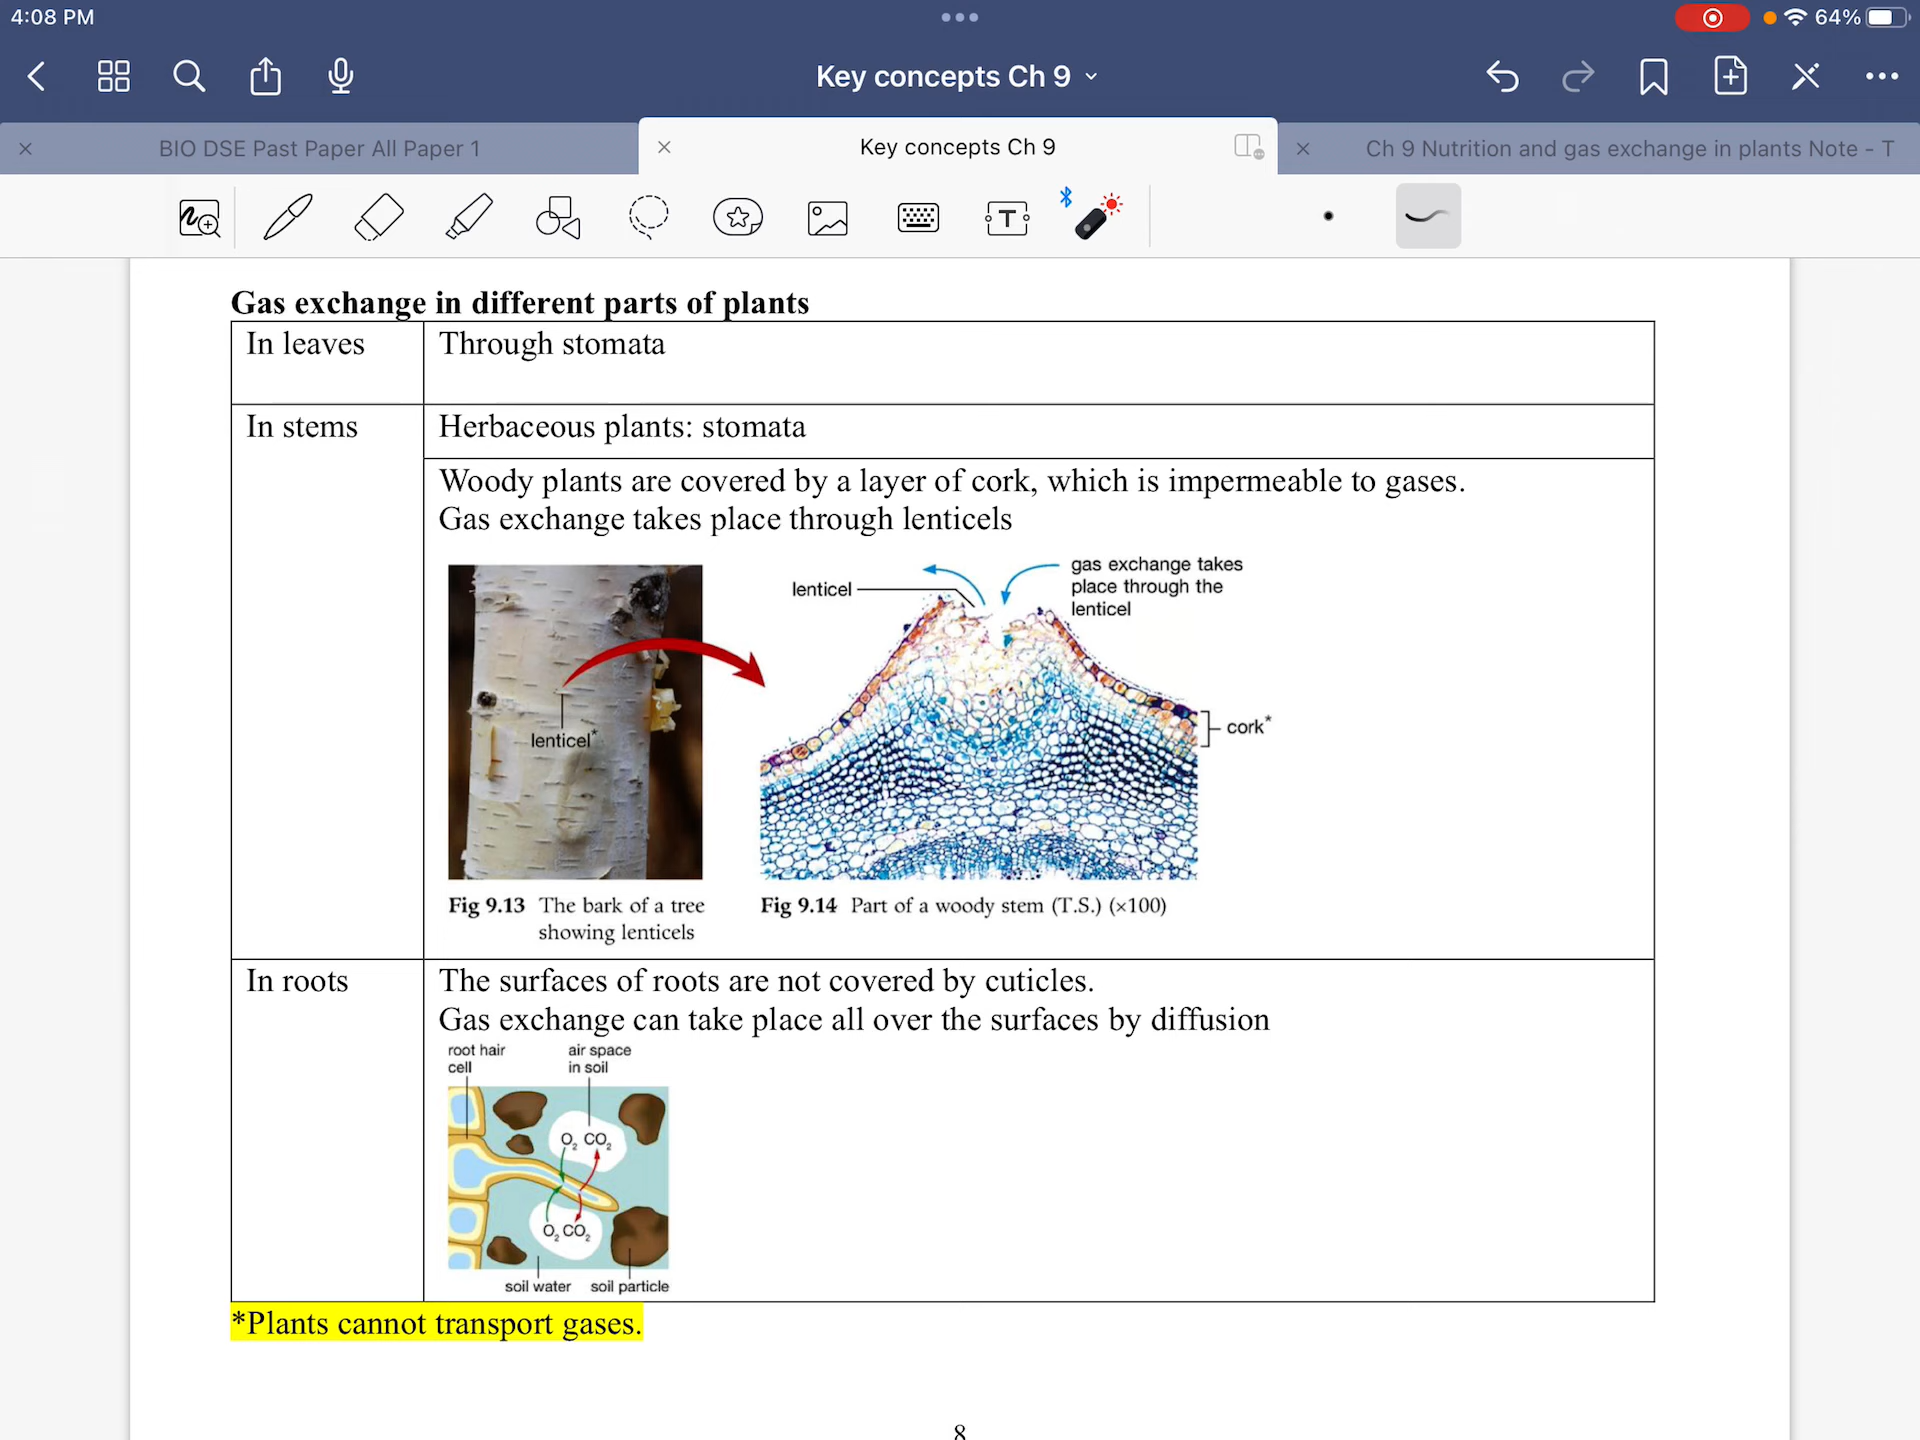 4:08 PM
64%
Key concepts Ch 9
BIO DSE Past Paper All Paper 1
Key concepts Ch 9
Ch 9 Nutrition and gas exchange in plants Note - T
Gas exchange in different parts of plants
In leaves
Through stomata
In stems
Herbaceous plants: stomata
Woody plants are covered by a layer of cork, which is impermeable to gases.
Gas exchange takes place through lenticels
lenticel
gas exchange takes
place through the
lenticel
lenticel*
cork*
Fig 9.13 The bark of a tree
showing lenticels
Fig 9.14 Part of a woody stem (T.S.) (×100)
In roots
The surfaces of roots are not covered by cuticles.
Gas exchange can take place all over the surfaces by diffusion
root hair
cell
air space
in soil
O₂ CO₂
O₂ CO₂
soil water
soil particle
*Plants cannot transport gases.
8